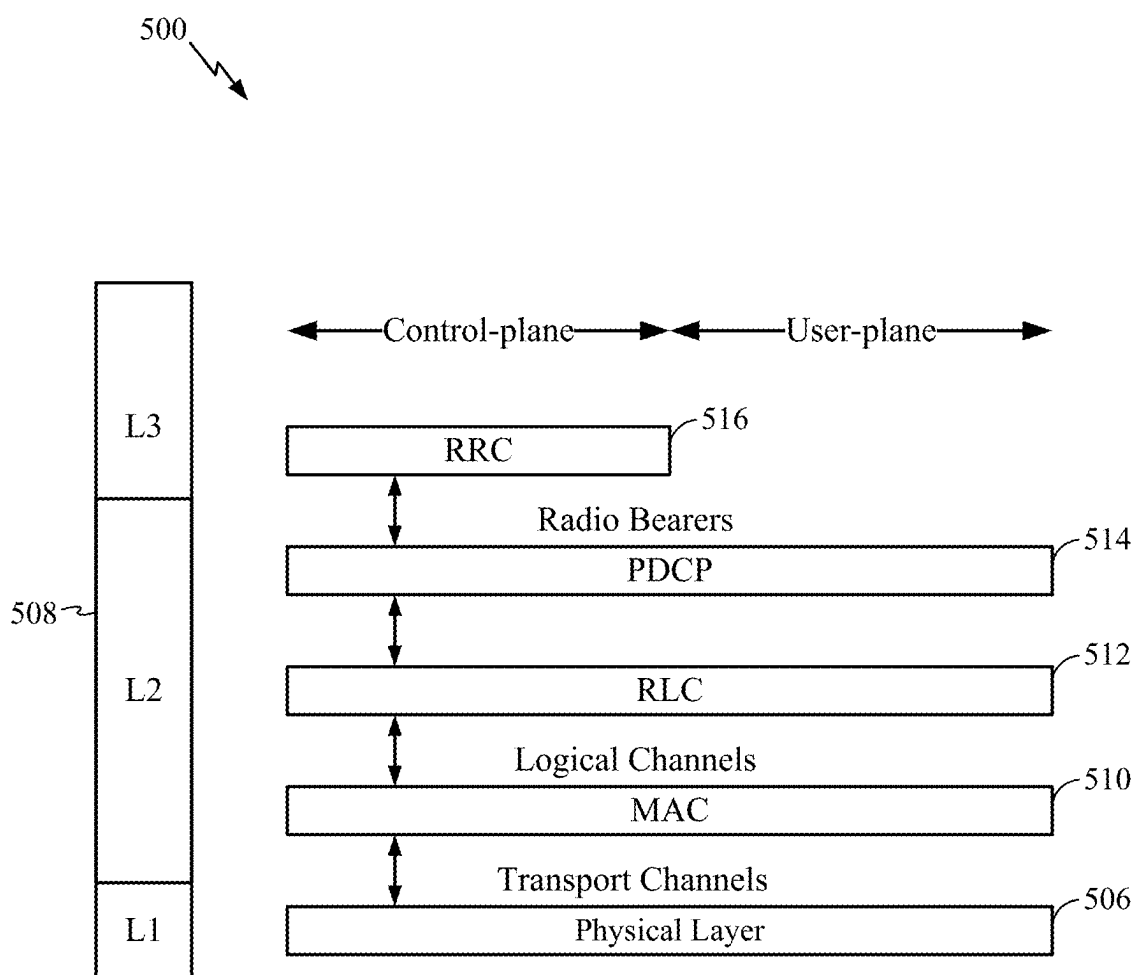 500
Control-plane User-plane
L3
RRC
516
Radio Bearers
514
PDCP
508
L2
512
RLC
Logical Channels
510
MAC
Transport Channels
506
L1
Physical Layer